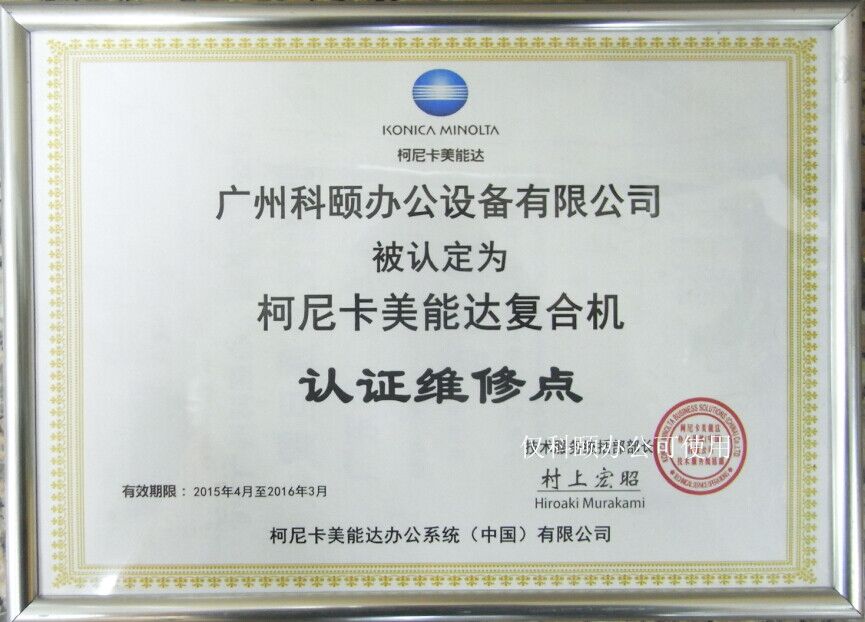 KONICA MINOLTA
柯尼卡美能达
广州科颐办公设备有限公司
被认定为
柯尼卡美能达复合机
认证维修点
仅科颐办公可使用
村上宏昭
Hiroaki Murakami
有效期限：2015年4月至2016年3月
柯尼卡美能达办公系统（中国）有限公司